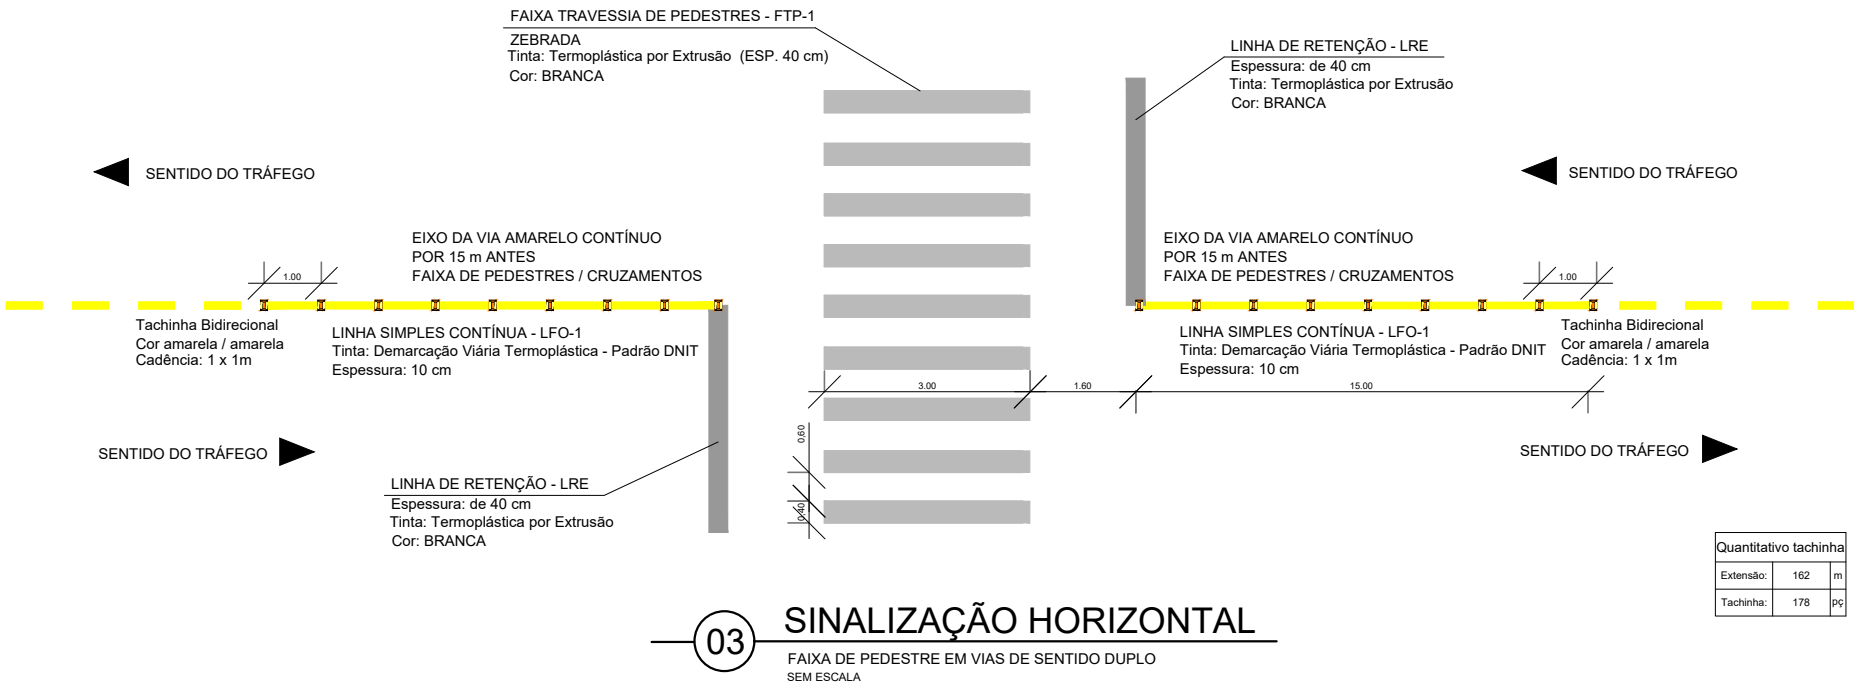 FAIXA TRAVESSIA DE PEDESTRES - FTP-1
ZEBRADA
Tinta: Termoplástica por Extrusão (ESP. 40 cm)
Cor: BRANCA
LINHA DE RETENÇÃO - LRE
Espessura: de 40 cm
Tinta: Termoplástica por Extrusão
Cor: BRANCA
SENTIDO DO TRÁFEGO
SENTIDO DO TRÁFEGO
EIXO DA VIA AMARELO CONTÍNUO
POR 15 m ANTES
FAIXA DE PEDESTRES / CRUZAMENTOS
EIXO DA VIA AMARELO CONTÍNUO
POR 15 m ANTES
FAIXA DE PEDESTRES / CRUZAMENTOS
1.00
1.00
Tachinha Bidirecional
Cor amarela / amarela
Cadência: 1 x 1m
LINHA SIMPLES CONTÍNUA - LFO-1
Tinta: Demarcação Viária Termoplástica - Padrão DNIT
Espessura: 10 cm
LINHA SIMPLES CONTÍNUA - LFO-1
Tinta: Demarcação Viária Termoplástica - Padrão DNIT
Espessura: 10 cm
Tachinha Bidirecional
Cor amarela / amarela
Cadência: 1 x 1m
3.00
1.60
15.00
0.60
0.40
SENTIDO DO TRÁFEGO
SENTIDO DO TRÁFEGO
LINHA DE RETENÇÃO - LRE
Espessura: de 40 cm
Tinta: Termoplástica por Extrusão
Cor: BRANCA
Quantitativo tachinha
Extensão: 162 m
Tachinha: 178 pç
03
SINALIZAÇÃO HORIZONTAL
FAIXA DE PEDESTRE EM VIAS DE SENTIDO DUPLO
SEM ESCALA